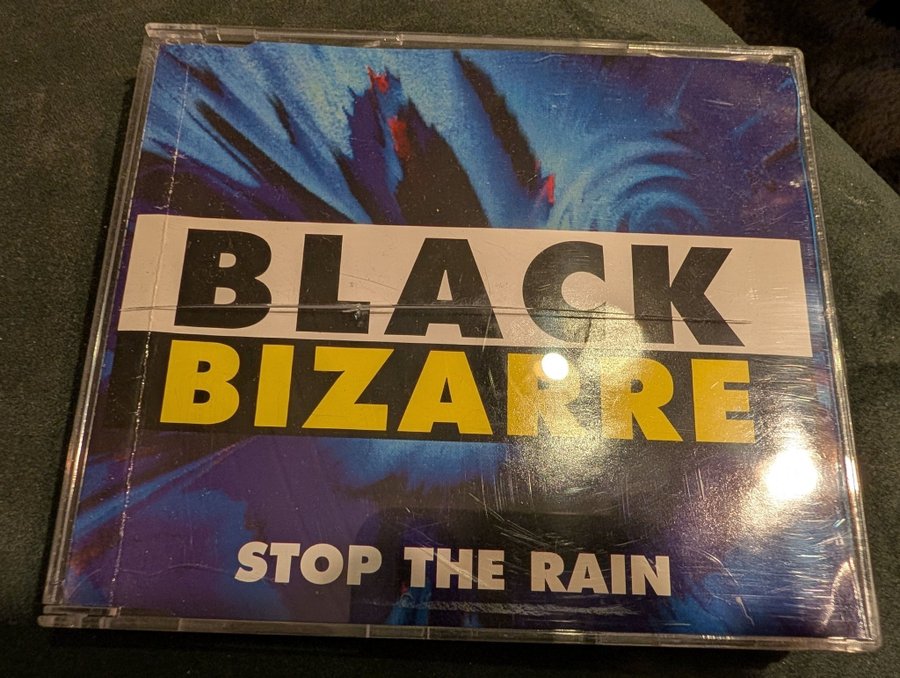 BLACK
BIZARRE
STOP THE RAIN